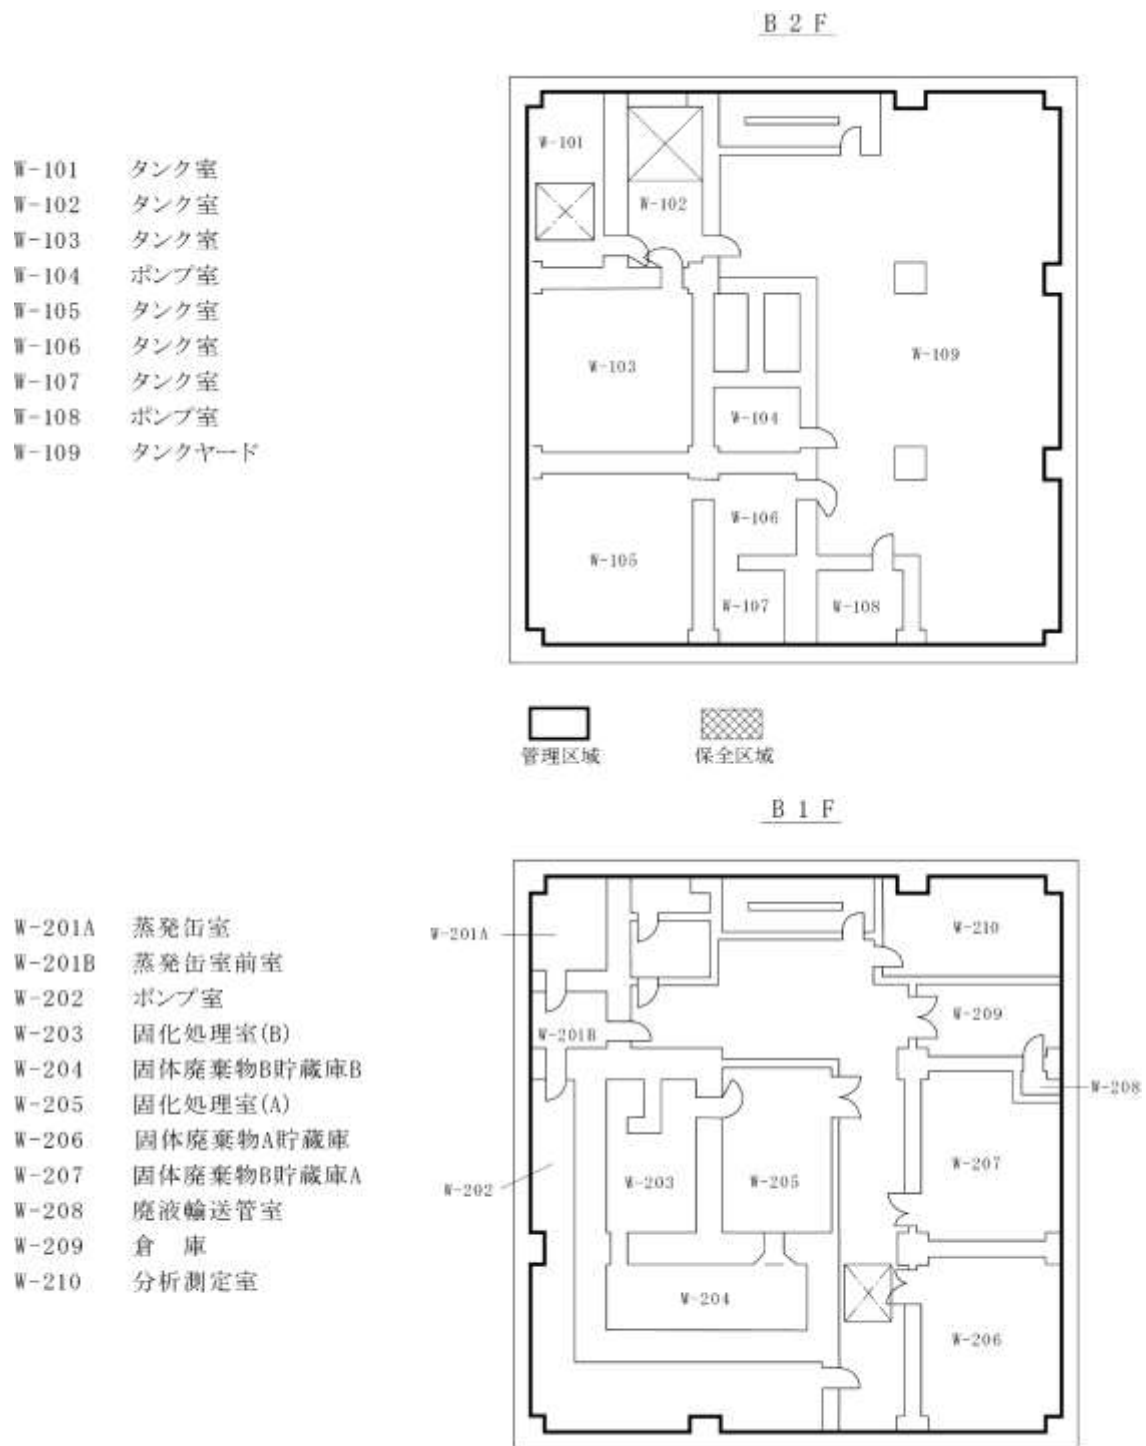 B2F
W-101 タンク室
W-102 タンク室
W-103 タンク室
W-104 ポンプ室
W-105 タンク室
W-106 タンク室
W-107 タンク室
W-108 ポンプ室
W-109 タンクヤード
W-101
W-102
W-103
W-109
W-104
W-106
W-105
W-107
W-108
管理区域
保全区域
B1F
W-201A 蒸発缶室
W-201B 蒸発缶室前室
W-202 ポンプ室
W-203 固化処理室(B)
W-204 固体廃棄物B貯蔵庫B
W-205 固化処理室(A)
W-206 固体廃棄物A貯蔵庫
W-207 固体廃棄物B貯蔵庫A
W-208 廃液輸送管室
W-209 倉 庫
W-210 分析測定室
W-201A
W-210
W-209
W-201B
W-208
W-207
W-202
W-203
W-205
W-204
W-206